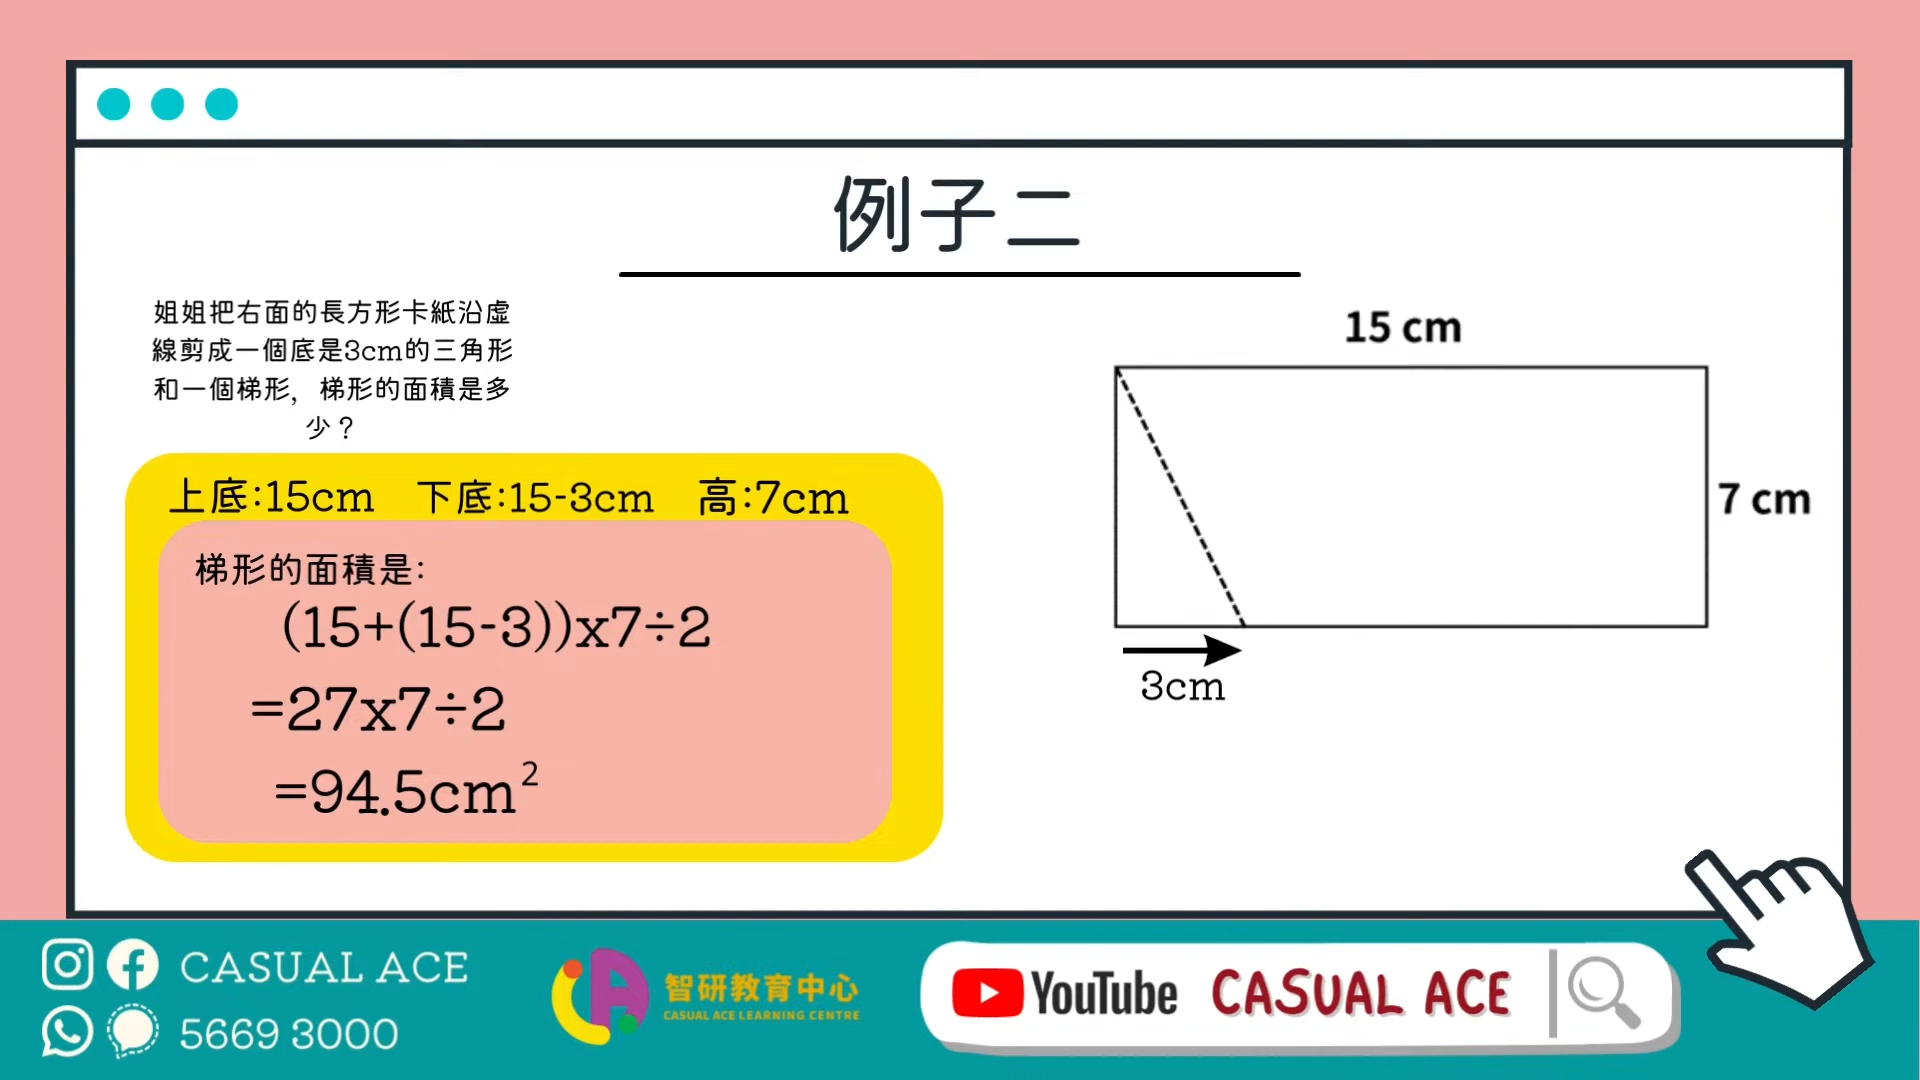 例子二
姐姐把右面的長方形卡紙沿虛
線剪成一個底是3cm的三角形
和一個梯形，梯形的面積是多
少？
15 cm
7 cm
3cm
上底:15cm 下底:15-3cm 高:7cm
梯形的面積是:
(15+(15-3))x7÷2
=27x7÷2
=94.5cm²
CASUAL ACE
5669 3000
智研教育中心
CASUAL ACE LEARNING CENTRE
YouTube CASUAL ACE